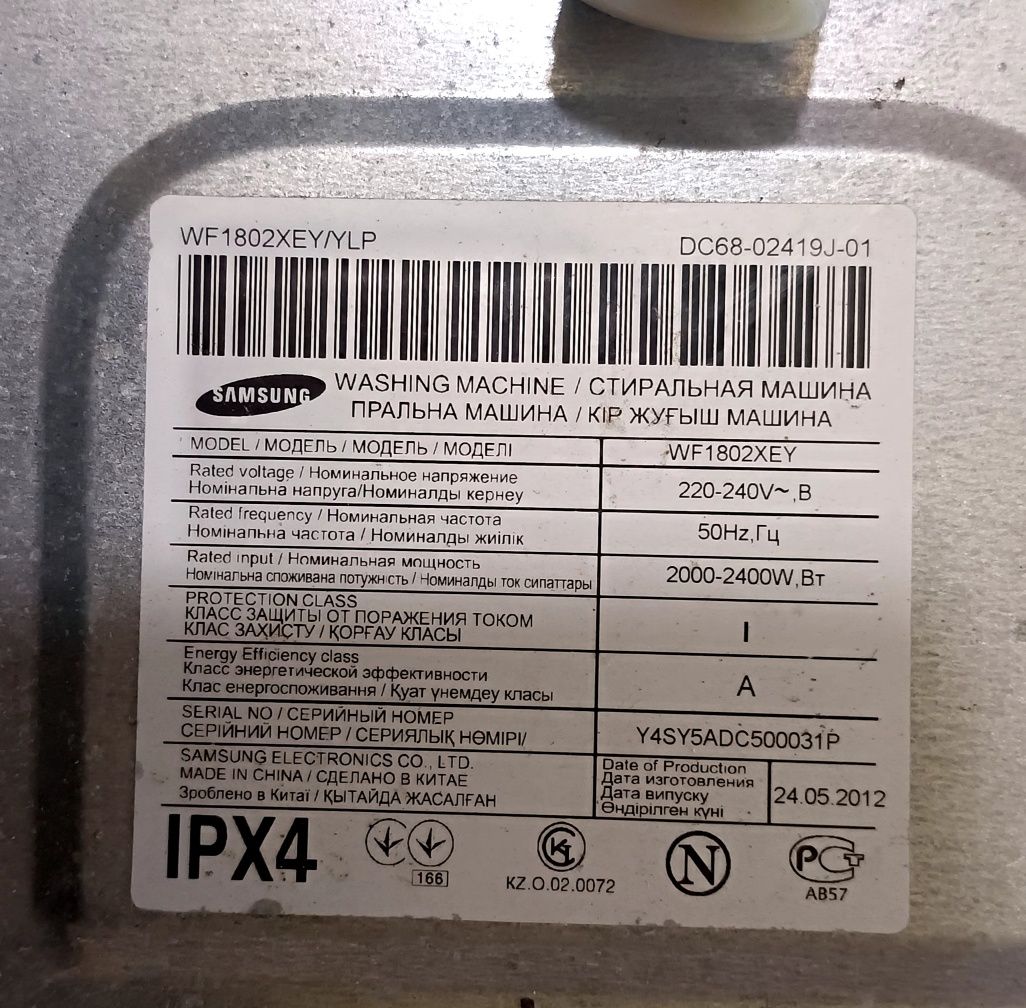 WF1802XEY/YLP DC68-02419J-01
SAMSUNG
WASHING MACHINE / СТИРАЛЬНАЯ МАШИНА
ПРАЛЬНА МАШИНА / КІР ЖУҒЫШ МАШИНА
MODEL / МОДЕЛЬ / МОДЕЛЬ / МОДЕЛІ WF1802XEY
Rated voltage / Номинальное напряжение
Номінальна напруга/Номиналды кернеу 220-240V~,В
Rated frequency / Номинальная частота
Номінальна частота / Номиналды жиілік 50Hz,Гц
Rated input / Номинальная мощность
Номінальна споживана потужність / Номиналды ток сипаттары 2000-2400W,Вт
PROTECTION CLASS
КЛАСС ЗАЩИТЫ ОТ ПОРАЖЕНИЯ ТОКОМ
КЛАС ЗАХИСТУ / ҚОРҒАУ КЛАСЫ I
Energy Efficiency class
Класс энергетической эффективности
Клас енергоспоживання / Қуат үнемдеу класы A
SERIAL NO / СЕРИЙНЫЙ НОМЕР
СЕРІЙНИЙ НОМЕР / СЕРИЯЛЫҚ НӨМІРІ/ Y4SY5ADC500031P
SAMSUNG ELECTRONICS CO., LTD.
MADE IN CHINA / СДЕЛАНО В КИТАЕ
Зроблено в Китаї / ҚЫТАЙДА ЖАСАЛҒАН
Date of Production
Дата изготовления
Дата випуску
Өндірілген күні
24.05.2012
IPX4
166
KZ.O.02.0072
N
РСТ
АВ57